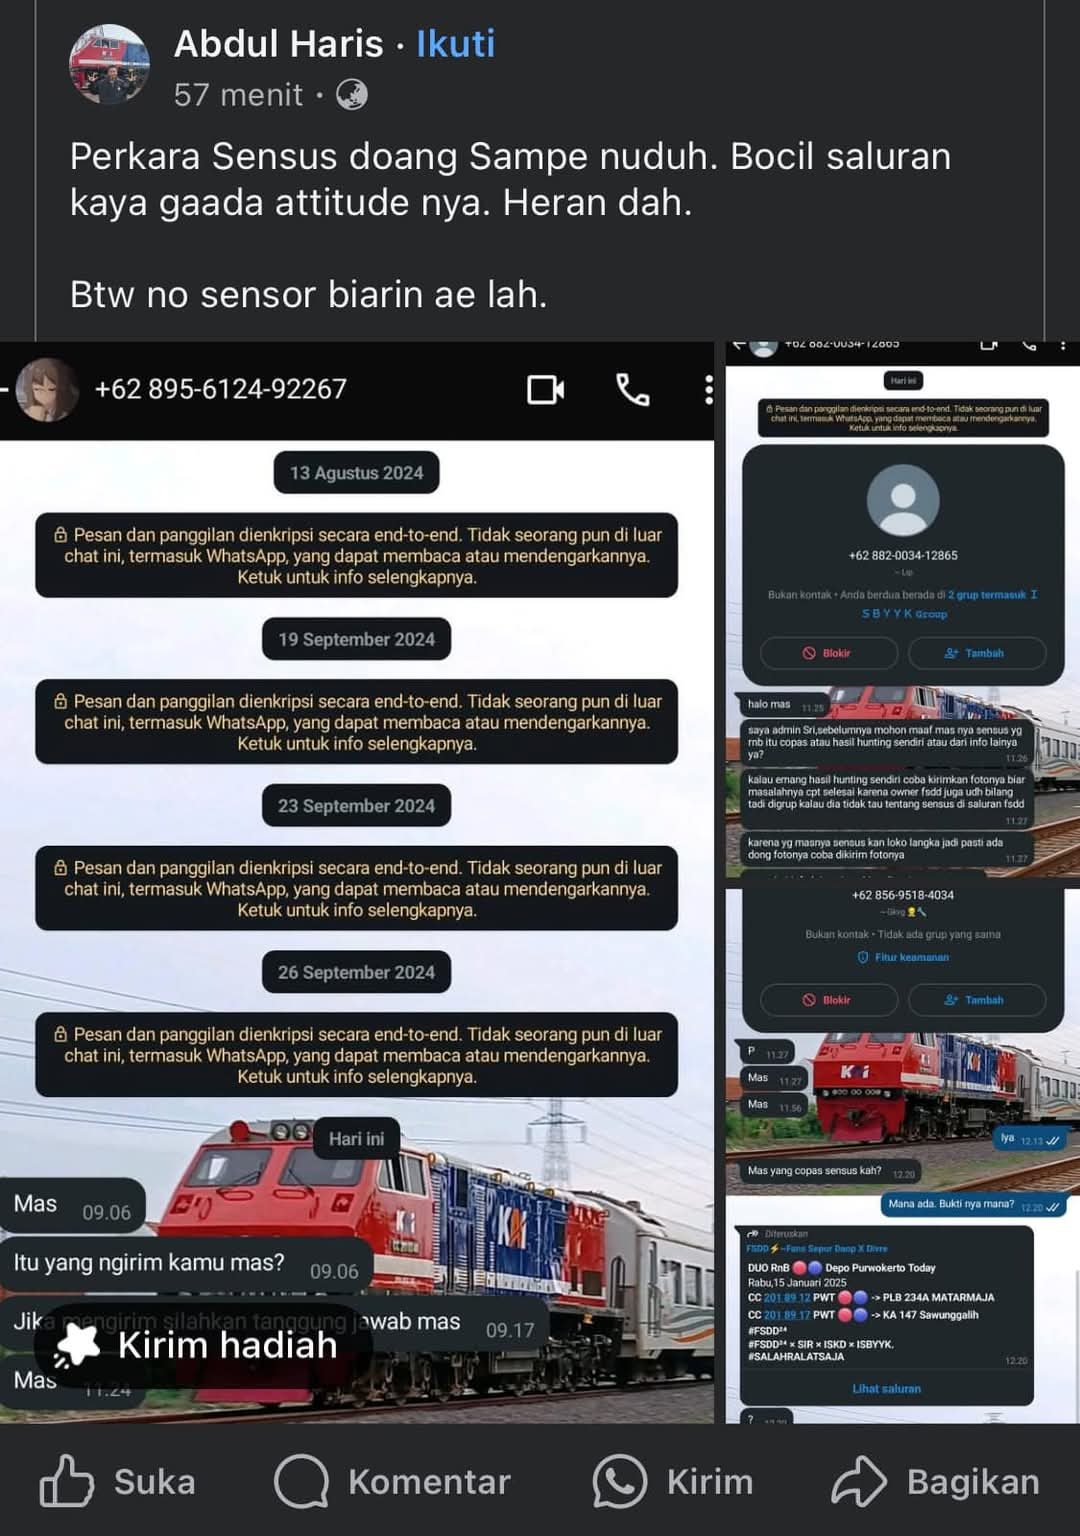 Abdul Haris · Ikuti
57 menit ·
Perkara Sensus doang Sampe nuduh. Bocil saluran
kaya gaada attitude nya. Heran dah.
Btw no sensor biarin ae lah.
+62 895-6124-92267
13 Agustus 2024
Pesan dan panggilan dienkripsi secara end-to-end. Tidak seorang pun di luar
chat ini, termasuk WhatsApp, yang dapat membaca atau mendengarkannya.
Ketuk untuk info selengkapnya.
19 September 2024
Pesan dan panggilan dienkripsi secara end-to-end. Tidak seorang pun di luar
chat ini, termasuk WhatsApp, yang dapat membaca atau mendengarkannya.
Ketuk untuk info selengkapnya.
23 September 2024
Pesan dan panggilan dienkripsi secara end-to-end. Tidak seorang pun di luar
chat ini, termasuk WhatsApp, yang dapat membaca atau mendengarkannya.
Ketuk untuk info selengkapnya.
26 September 2024
Pesan dan panggilan dienkripsi secara end-to-end. Tidak seorang pun di luar
chat ini, termasuk WhatsApp, yang dapat membaca atau mendengarkannya.
Ketuk untuk info selengkapnya.
Hari ini
Mas 09.06
Itu yang ngirim kamu mas? 09.06
Jika mengirim silahkan tanggung jawab mas 09.17
Kirim hadiah
Mas 11.24
+62 882-0034-12865
Hari ini
Pesan dan panggilan dienkripsi secara end-to-end. Tidak seorang pun di luar
chat ini, termasuk WhatsApp, yang dapat membaca atau mendengarkannya.
Ketuk untuk info selengkapnya.
+62 882-0034-12865
Bukan kontak • Anda berdua berada di 2 grup termasuk I
S B Y Y K Group
Blokir Tambah
halo mas 11.25
saya admin Sri,sebelumnya mohon maaf mas nya sensus yg
rnb itu copas atau hasil hunting sendiri atau dari info lainya
ya? 11.26
kalau emang hasil hunting sendiri coba kirimkan fotonya biar
masalahnya cpt selesai karena owner fsdd juga udh bilang
tadi digrup kalau dia tidak tau tentang sensus di saluran fsdd
11.27
karena yg masnya sensus kan loko langka jadi pasti ada
dong fotonya coba dikirim fotonya 11.27
+62 856-9518-4034
Bukan kontak • Tidak ada grup yang sama
Fitur keamanan
Blokir Tambah
P 11.27
Mas 11.27
Mas 11.56
Iya 12.13
Mas yang copas sensus kah? 12.20
Mana ada. Bukti nya mana? 12.20
Diteruskan
FSDD⚡~Fans Sepur Daop X Divre
DUO RnB 🔴🔵 Depo Purwokerto Today
Rabu,15 Januari 2025
CC 201 89 12 PWT 🔴🔵 -> PLB 234A MATARMAJA
CC 201 89 17 PWT 🔴🔵 -> KA 147 Sawunggalih
#FSDD²⁴
#FSDD²⁴ × SIR × ISKD × ISBYYK.
#SALAHRALATSAJA
12.20
Lihat saluran
?
Suka Komentar Kirim Bagikan